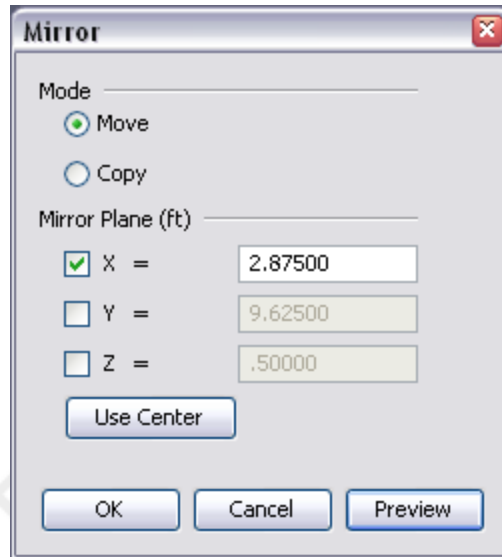 Mirror
Mode
Move
Copy
Mirror Plane (ft)
X = 2.87500
Y = 9.62500
Z = .50000
Use Center
OK Cancel Preview